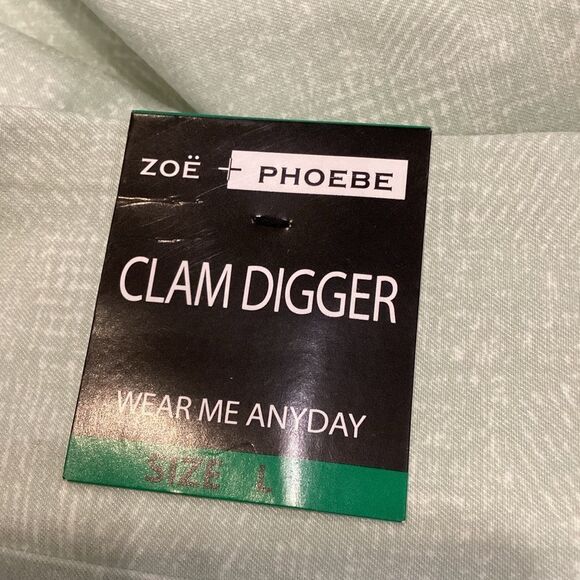 ZOË + PHOEBE
CLAM DIGGER
WEAR ME ANYDAY
SIZE L